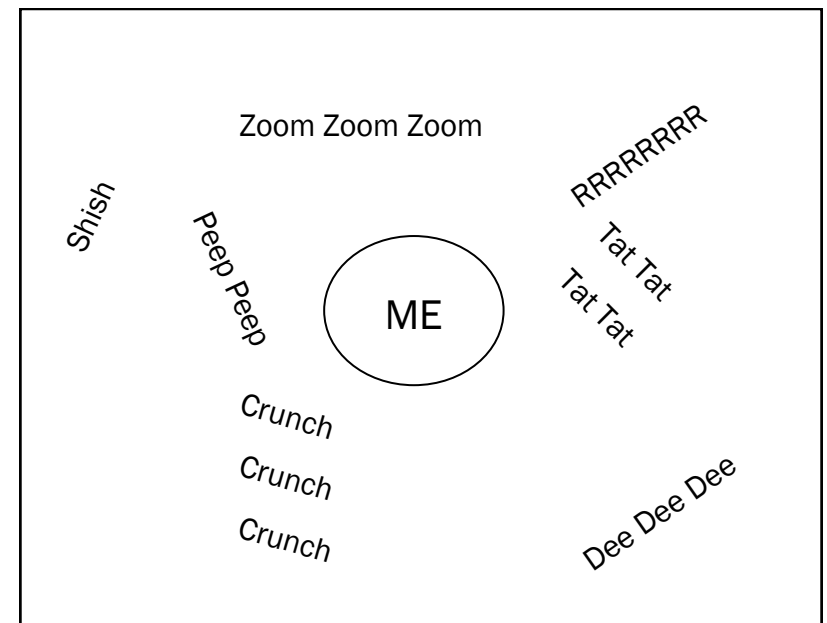 Zoom Zoom Zoom
RRRRRRRR
Shish
Peep Peep
Tat Tat
Tat Tat
ME
Crunch
Crunch
Crunch
Dee Dee Dee